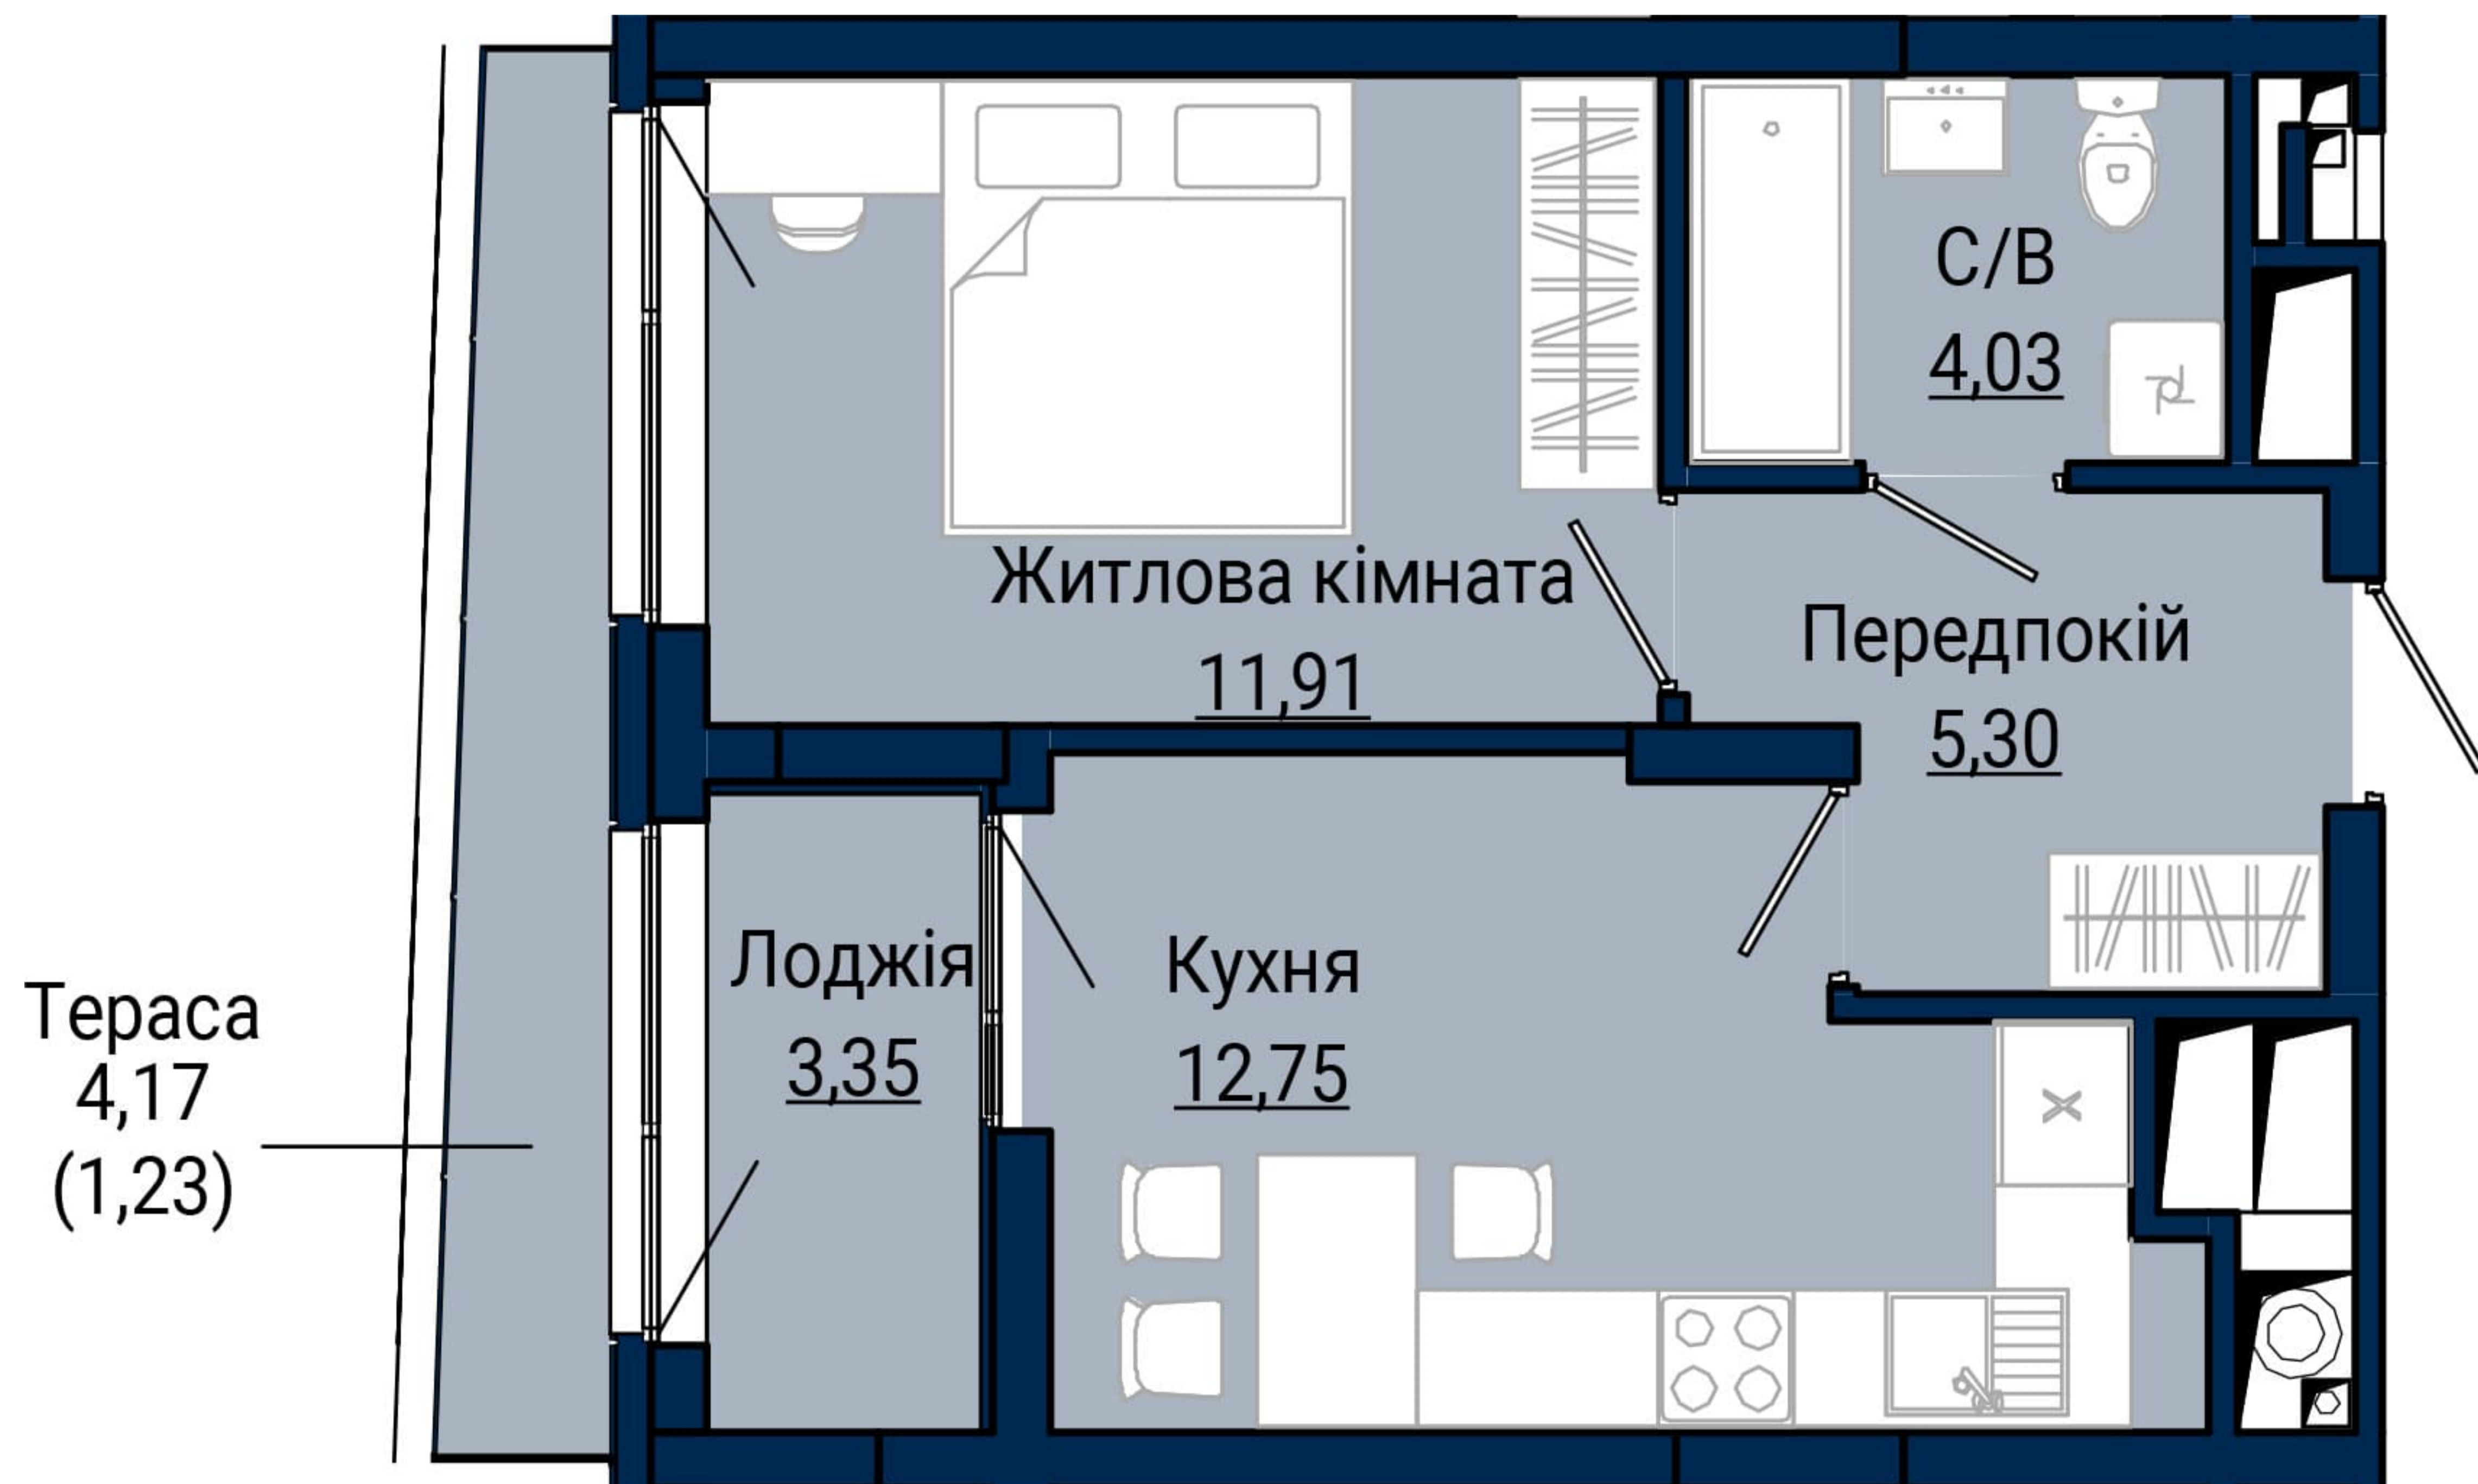 С/В
4,03
Житлова кімната
11,91
Передпокій
5,30
Лоджія
3,35
Кухня
12,75
Тераса
4,17
(1,23)